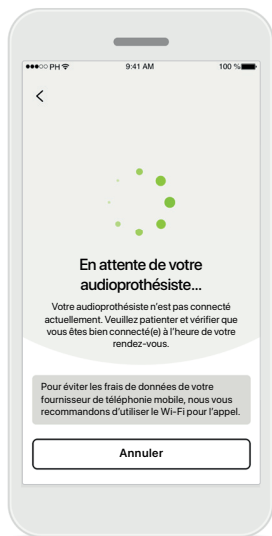 ●●●○○ PH 9:41 AM 100 %
En attente de votre
audioprothésiste...
Votre audioprothésiste n'est pas connecté
actuellement. Veuillez patienter et vérifier que
vous êtes bien connecté(e) à l'heure de votre
rendez-vous.
Pour éviter les frais de données de votre
fournisseur de téléphonie mobile, nous vous
recommandons d'utiliser le Wi-Fi pour l'appel.
Annuler